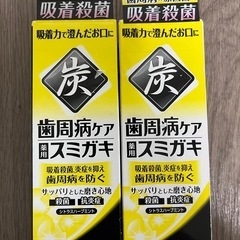 吸着殺菌
吸着力で澄んだお口に
炭
歯周病ケア
薬用
スミガキ
吸着殺菌、炎症を抑え
歯周病を防ぐ
サッパリとした磨き心地
殺菌 抗炎症
シトラスハーブミント
吸着殺菌
吸着力で澄んだお口に
炭
歯周病ケア
薬用
スミガキ
吸着殺菌、炎症を抑え
歯周病を防ぐ
サッパリとした磨き心地
殺菌 抗炎症
シトラスハーブミント